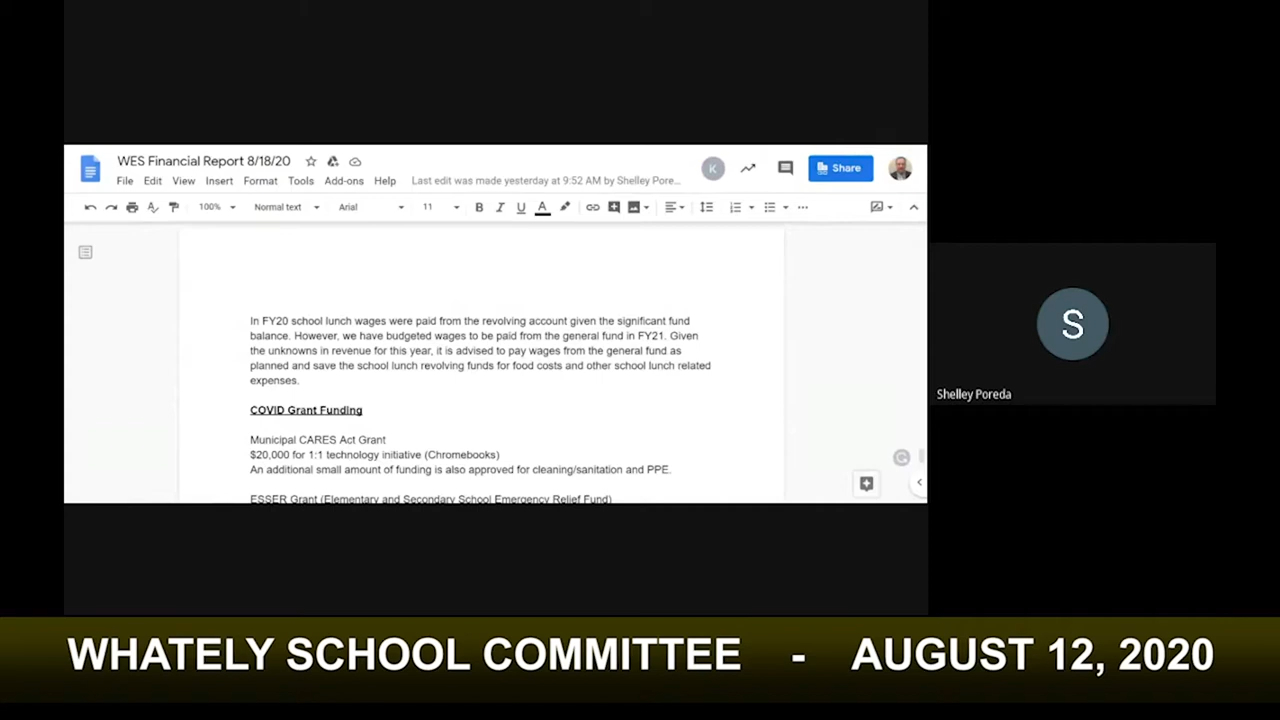 WES Financial Report 8/18/20
K
Share
File Edit View Insert Format Tools Add-ons Help Last edit was made yesterday at 9:52 AM by Shelley Pore...
100% Normal text Arial 11 B I U A
In FY20 school lunch wages were paid from the revolving account given the significant fund
balance. However, we have budgeted wages to be paid from the general fund in FY21. Given
the unknowns in revenue for this year, it is advised to pay wages from the general fund as
planned and save the school lunch revolving funds for food costs and other school lunch related
expenses.
COVID Grant Funding
Municipal CARES Act Grant
$20,000 for 1:1 technology initiative (Chromebooks)
An additional small amount of funding is also approved for cleaning/sanitation and PPE.
ESSER Grant (Elementary and Secondary School Emergency Relief Fund)
S
Shelley Poreda
WHATELY SCHOOL COMMITTEE - AUGUST 12, 2020